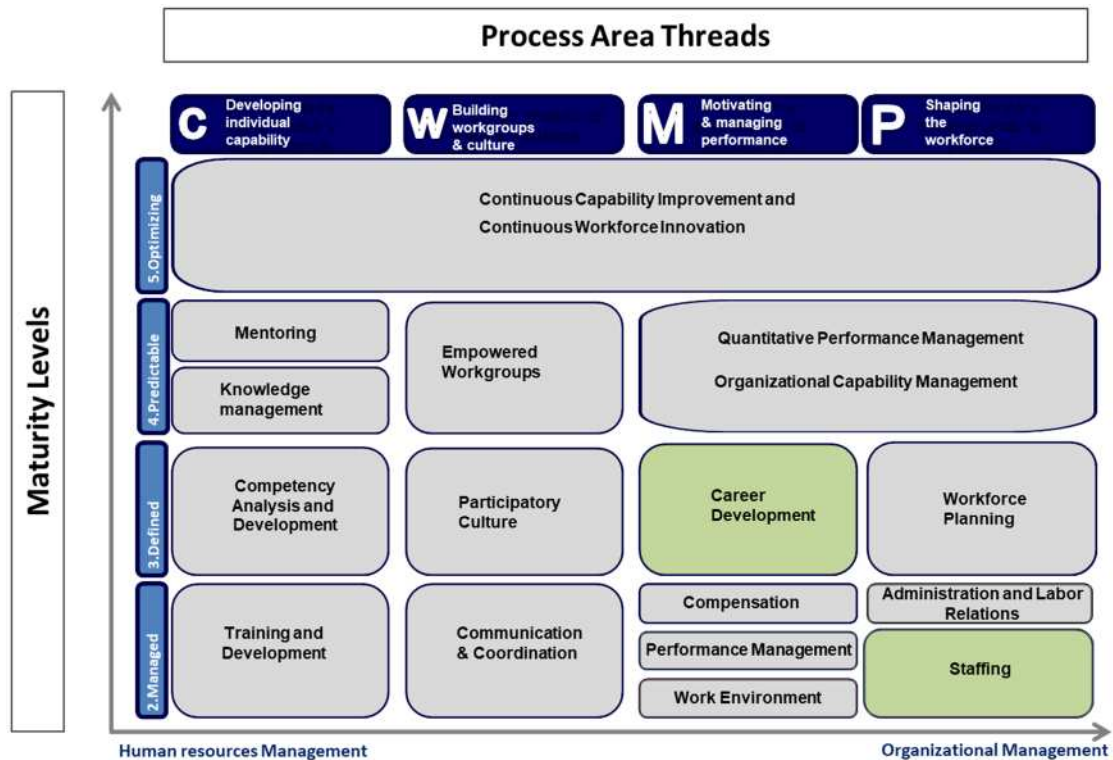 Process Area Threads
Maturity Levels
C
Developing
individual
capability
W
Building
workgroups
& culture
M
Motivating
& managing
performance
P
Shaping
the
workforce
5.Optimizing
Continuous Capability Improvement and
Continuous Workforce Innovation
4.Predictable
Mentoring
Knowledge
management
Empowered
Workgroups
Quantitative Performance Management
Organizational Capability Management
3.Defined
Competency
Analysis and
Development
Participatory
Culture
Career
Development
Workforce
Planning
2.Managed
Training and
Development
Communication
& Coordination
Compensation
Performance Management
Work Environment
Administration and Labor
Relations
Staffing
Human resources Management
Organizational Management